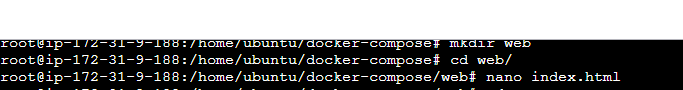 root@ip-172-31-9-188:/home/ubuntu/docker-compose# mkdir web
root@ip-172-31-9-188:/home/ubuntu/docker-compose# cd web/
root@ip-172-31-9-188:/home/ubuntu/docker-compose/web# nano index.html